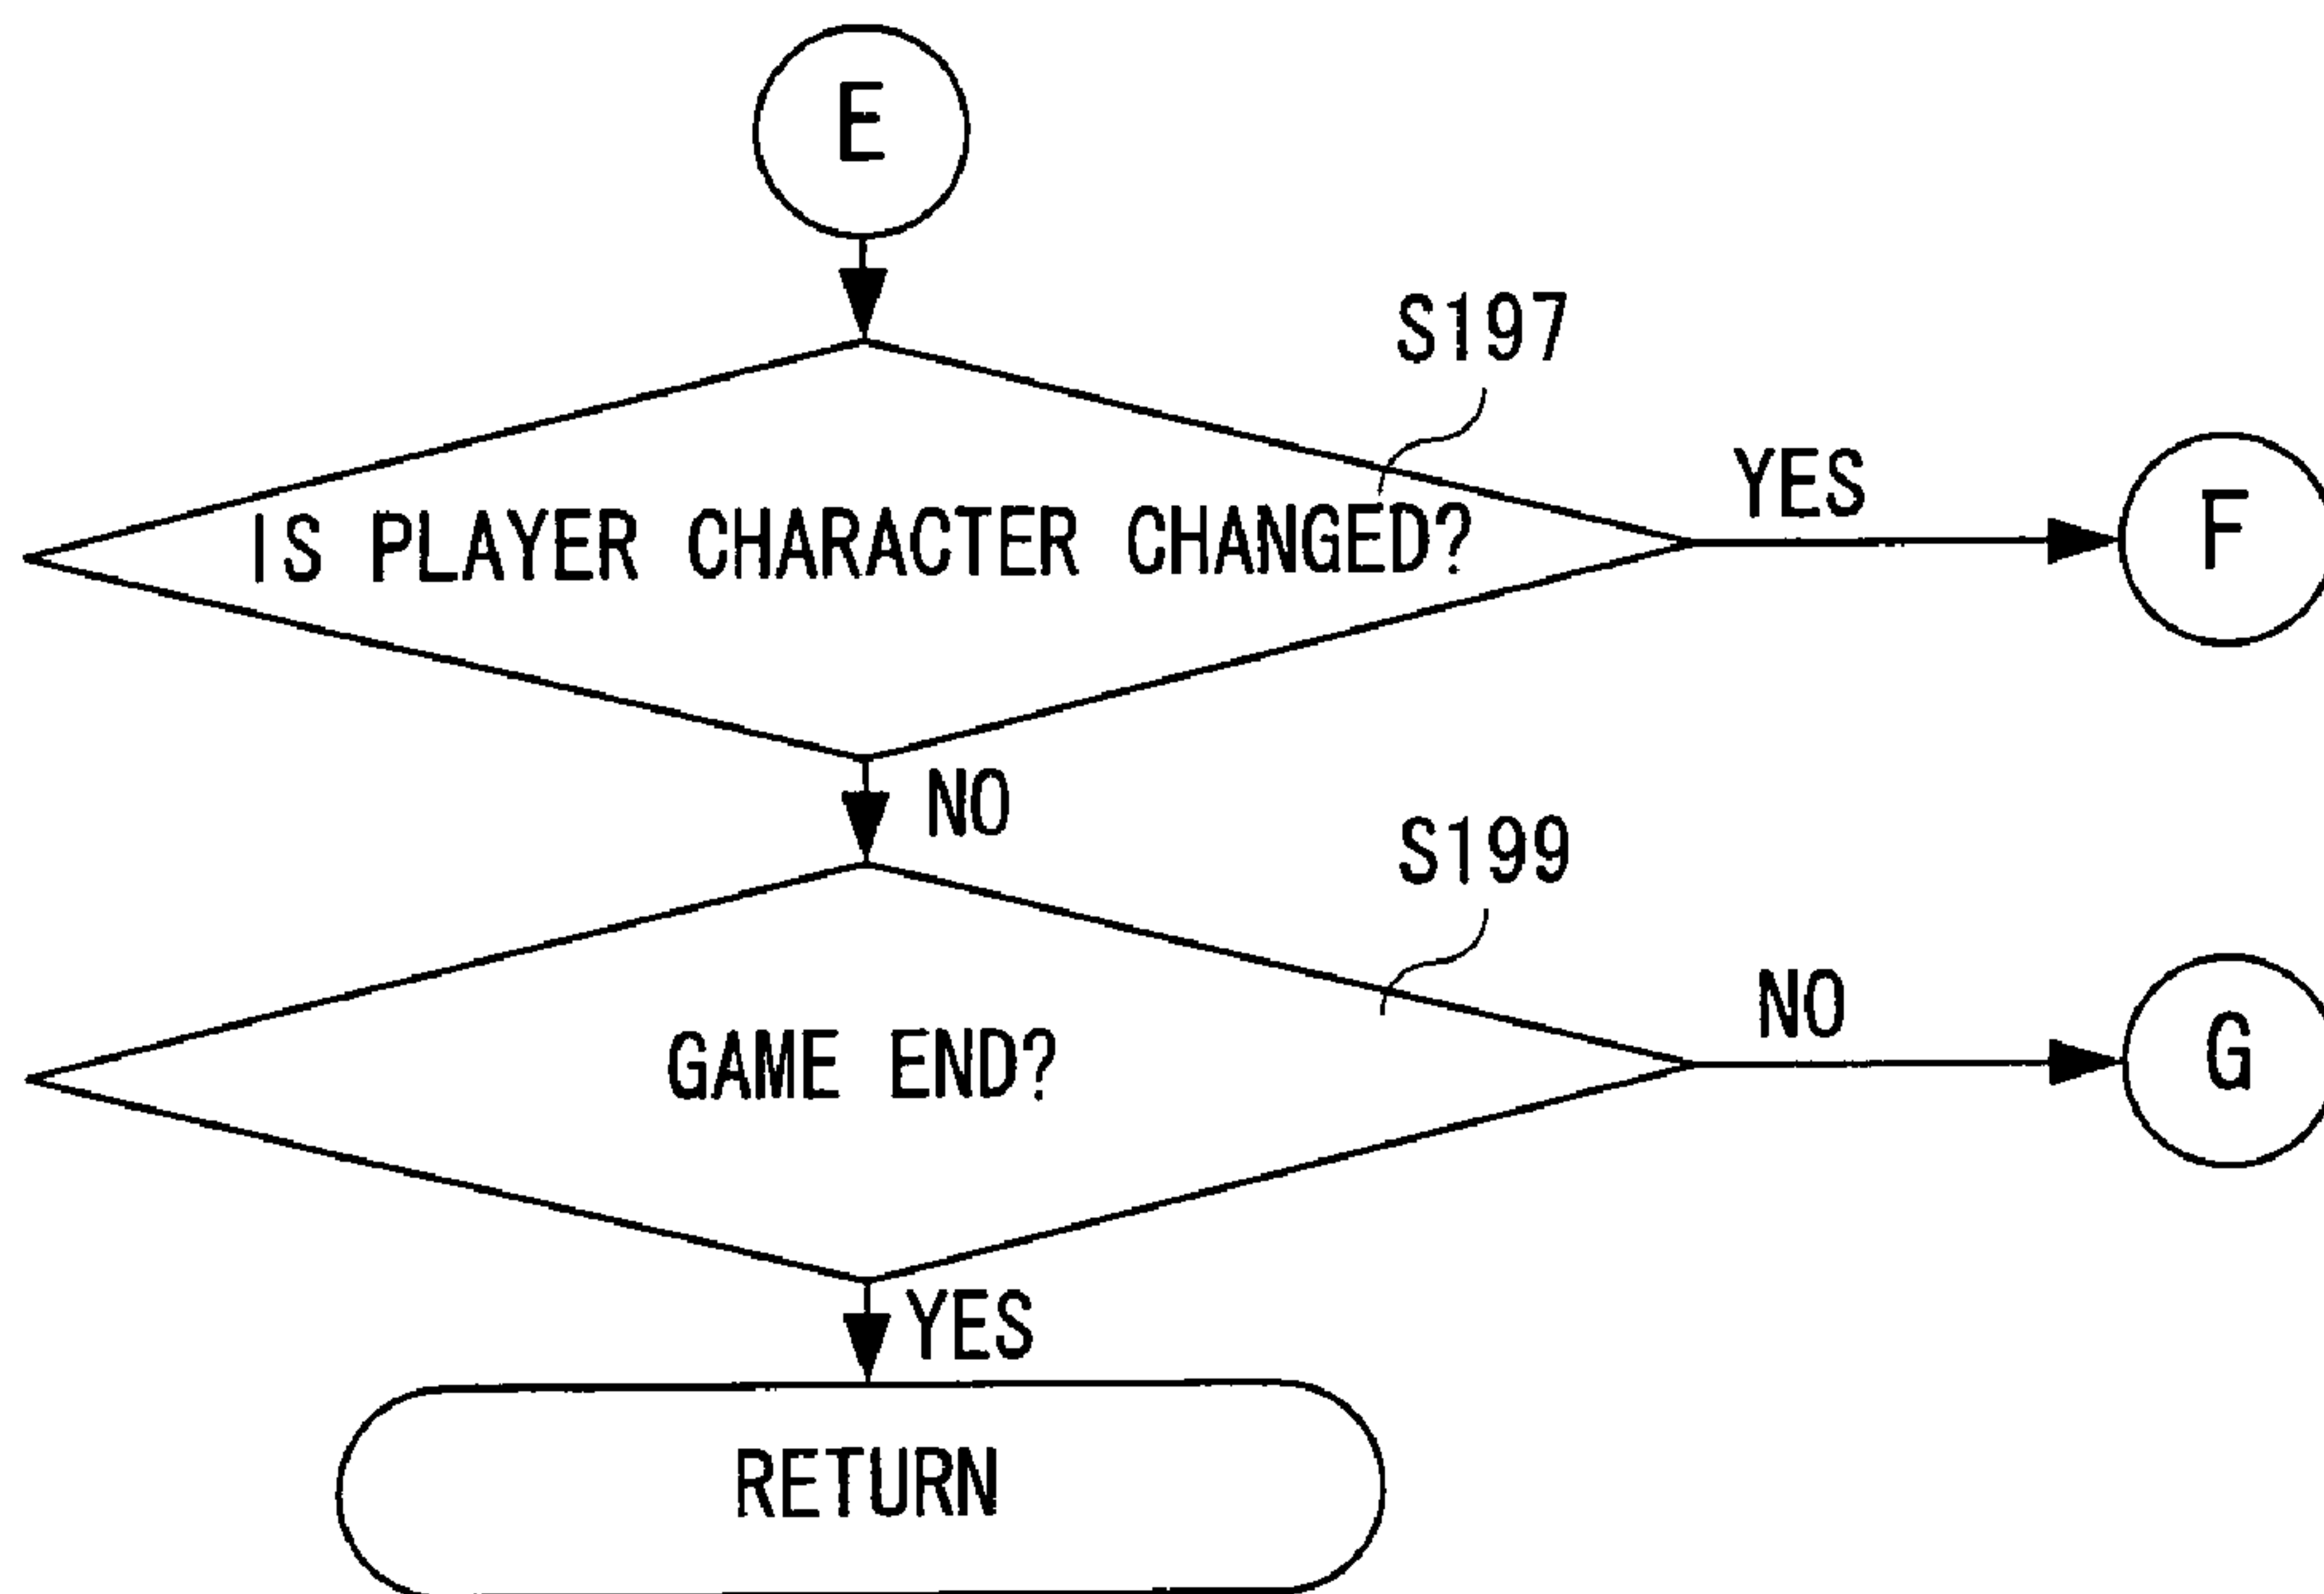 E
S197
IS PLAYER CHARACTER CHANGED?
YES
F
NO
S199
GAME END?
NO
G
YES
RETURN